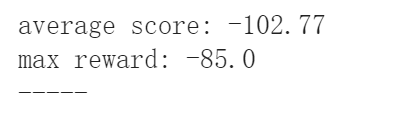 average score: -102.77
max reward: -85.0
-----